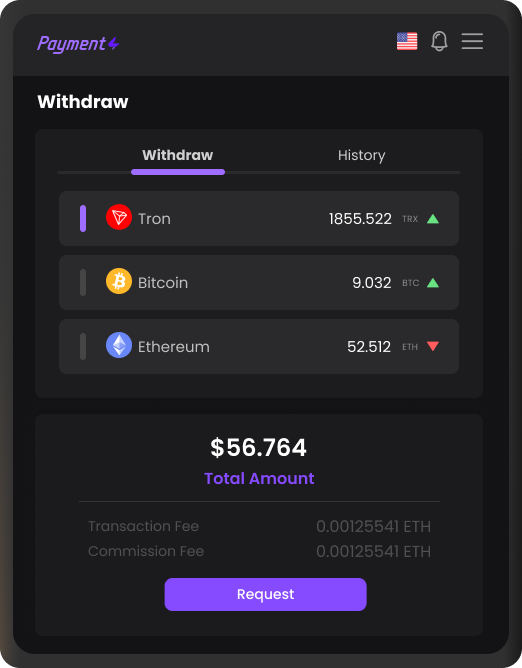 Payment
Withdraw
Withdraw History
Tron 1855.522 TRX
Bitcoin 9.032 BTC
Ethereum 52.512 ETH
$56.764
Total Amount
Transaction Fee 0.00125541 ETH
Commission Fee 0.00125541 ETH
Request